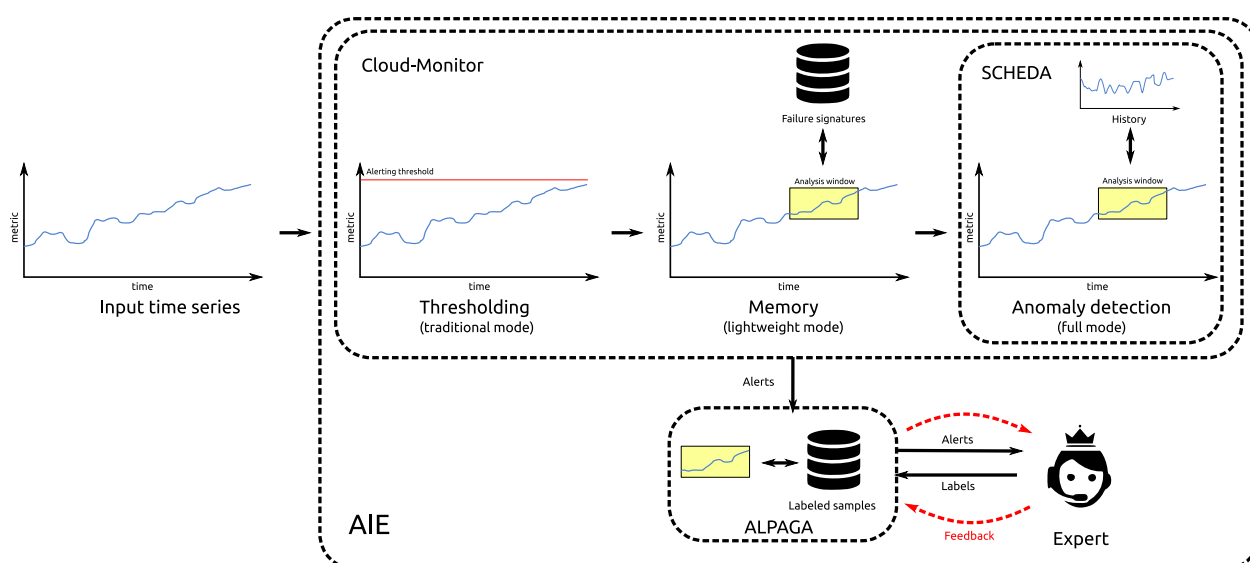 Cloud-Monitor
SCHEDA
Failure signatures
History
Alerting threshold
Analysis window
Analysis window
metric
metric
metric
metric
time
time
time
time
Input time series
Thresholding
(traditional mode)
Memory
(lightweight mode)
Anomaly detection
(full mode)
Alerts
Alerts
Labels
Labeled samples
ALPAGA
Feedback
Expert
AIE